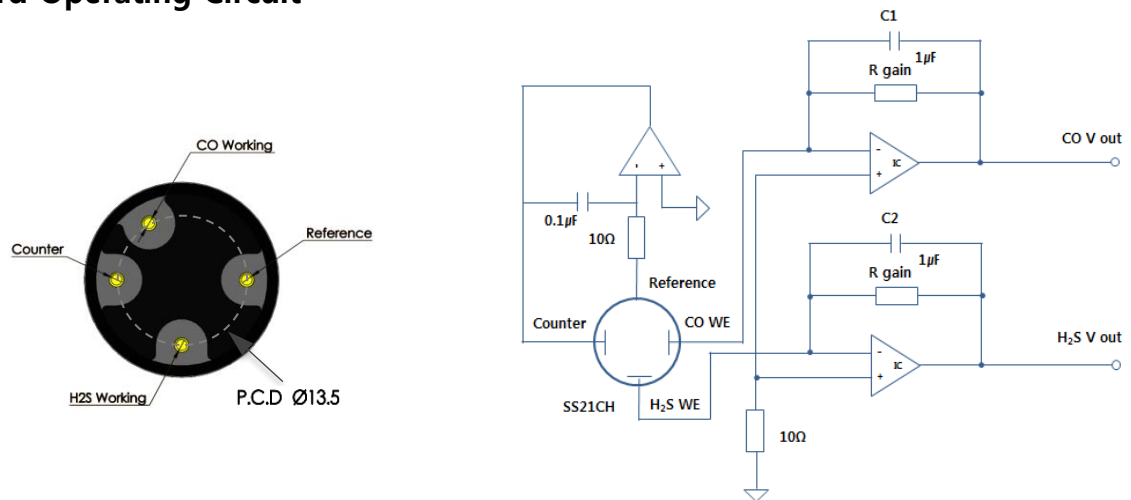 Operating Circuit
CO Working
Counter
Reference
H2S Working
P.C.D Ø13.5
C1
1µF
R gain
-
+
IC
CO V out
-
+
0.1µF
10Ω
Reference
Counter
CO WE
SS21CH
H₂S WE
C2
1µF
R gain
-
+
IC
H₂S V out
10Ω